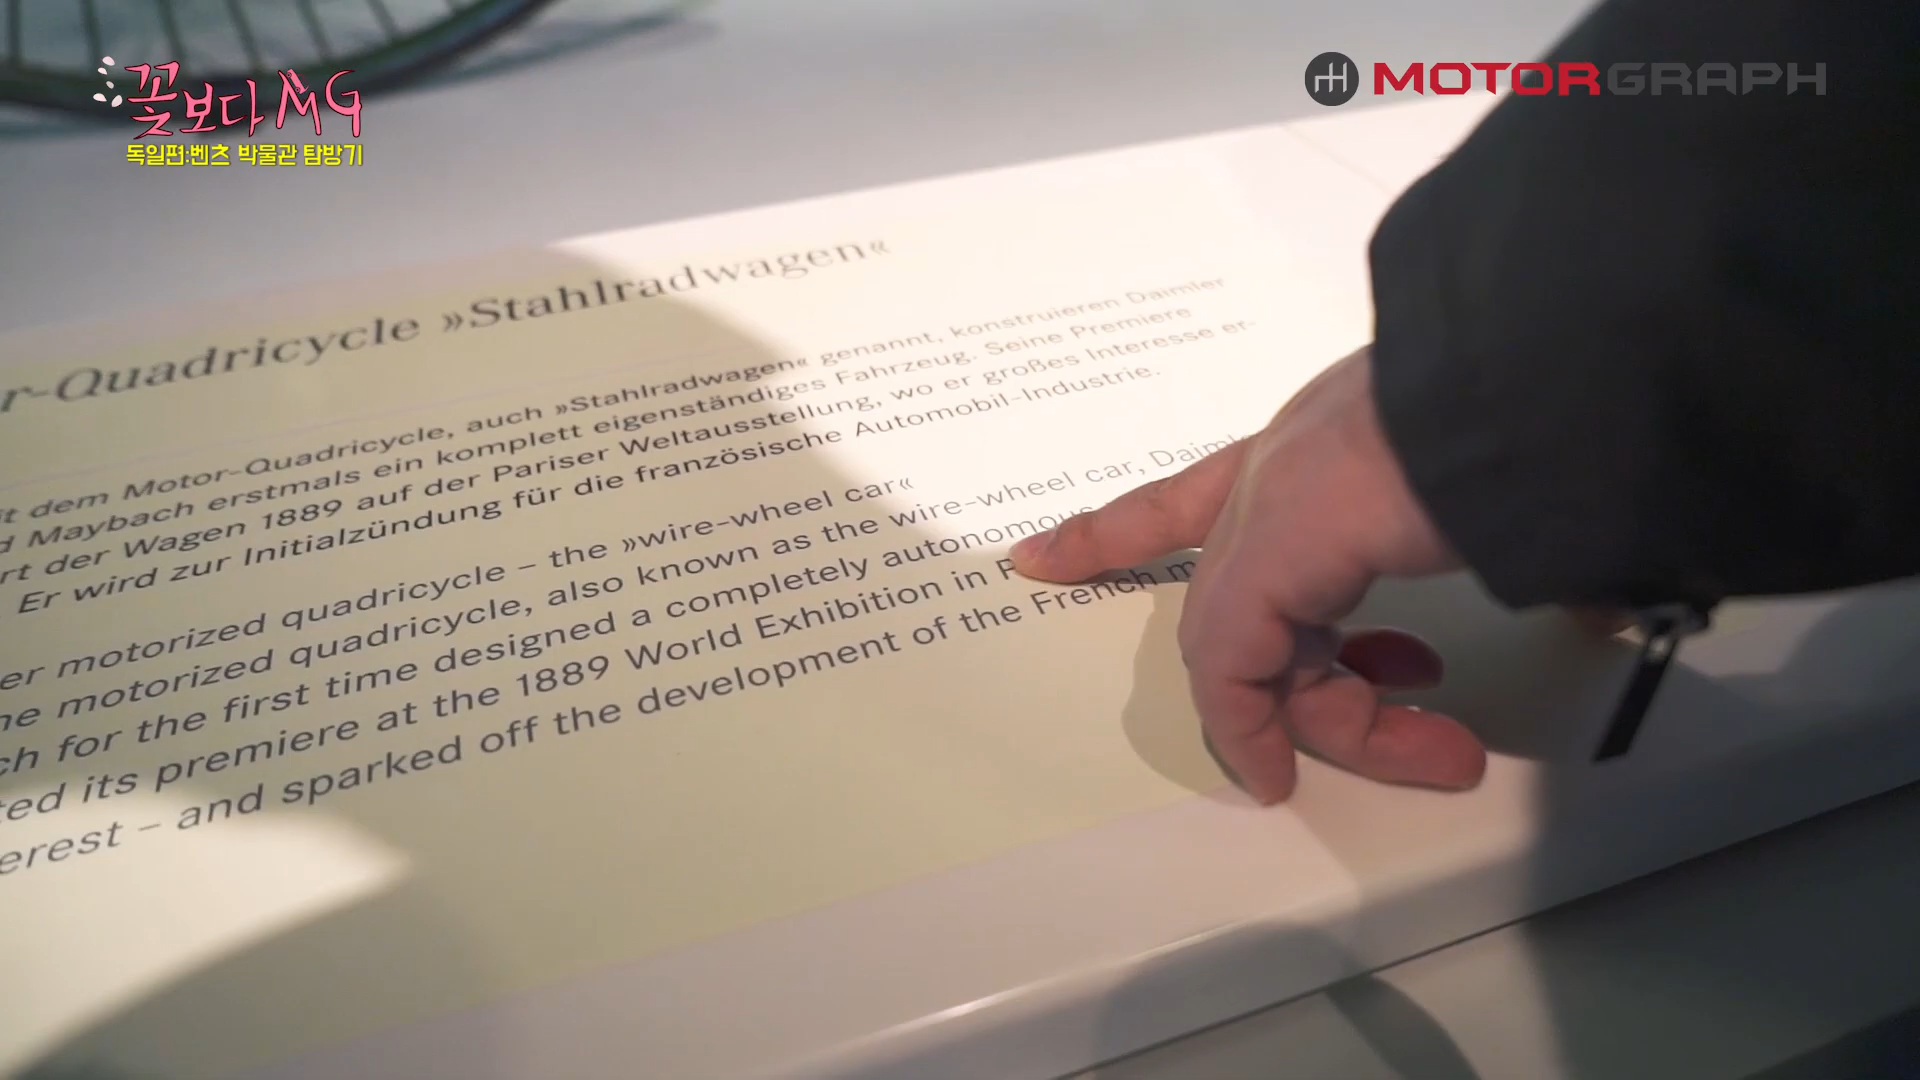 꽃보다 MG
독일편:벤츠 박물관 탐방기
MOTORGRAPH
r-Quadricycle »Stahlradwagen«
it dem Motor-Quadricycle, auch »Stahlradwagen« genannt, konstruieren Daimler
d Maybach erstmals ein komplett eigenständiges Fahrzeug. Seine Premiere
rt der Wagen 1889 auf der Pariser Weltausstellung, wo er großes Interesse er-
. Er wird zur Initialzündung für die französische Automobil-Industrie.
er motorized quadricycle – the »wire-wheel car«
he motorized quadricycle, also known as the wire-wheel car, Daimle
ch for the first time designed a completely autonomous
ted its premiere at the 1889 World Exhibition in P
erest – and sparked off the development of the French m